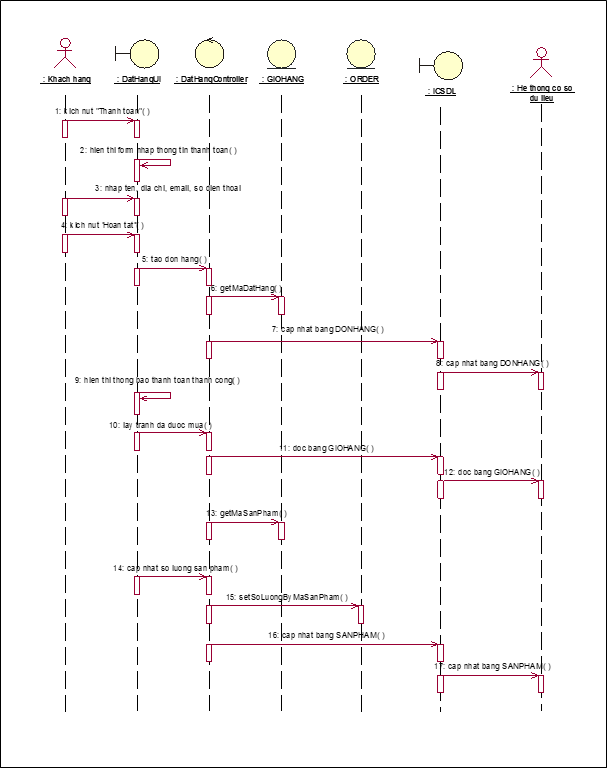 : Khach hang
: DatHangUI
: DatHangController
: GIOHANG
: ORDER
: ICSDL
: He thong co so
du lieu
1: kich nut "Thanh toan"( )
2: hien thi form nhap thong tin thanh toan( )
3: nhap ten, dia chi, email, so dien thoai
4: kich nut "Hoan tat"( )
5: tao don hang( )
6: getMaDatHang( )
7: cap nhat bang DONHANG( )
8: cap nhat bang DONHANG( )
9: hien thi thong bao thanh toan thanh cong( )
10: lay tranh da duoc mua( )
11: doc bang GIOHANG( )
12: doc bang GIOHANG( )
13: getMaSanPham( )
14: cap nhat so luong san pham( )
15: setSoLuongByMaSanPham( )
16: cap nhat bang SANPHAM( )
17: cap nhat bang SANPHAM( )